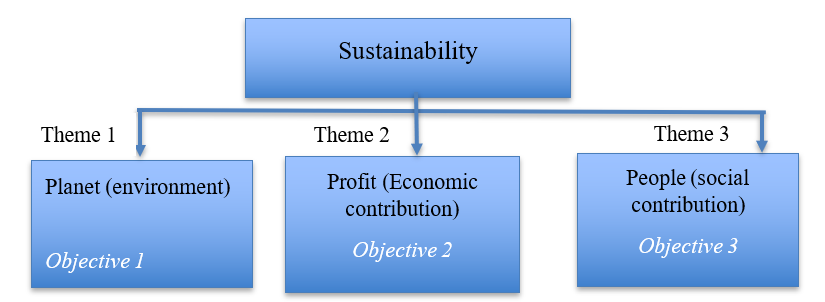 Sustainability
Theme 1
Theme 2
Theme 3
Planet (environment)
Objective 1
Profit (Economic
contribution)
Objective 2
People (social
contribution)
Objective 3